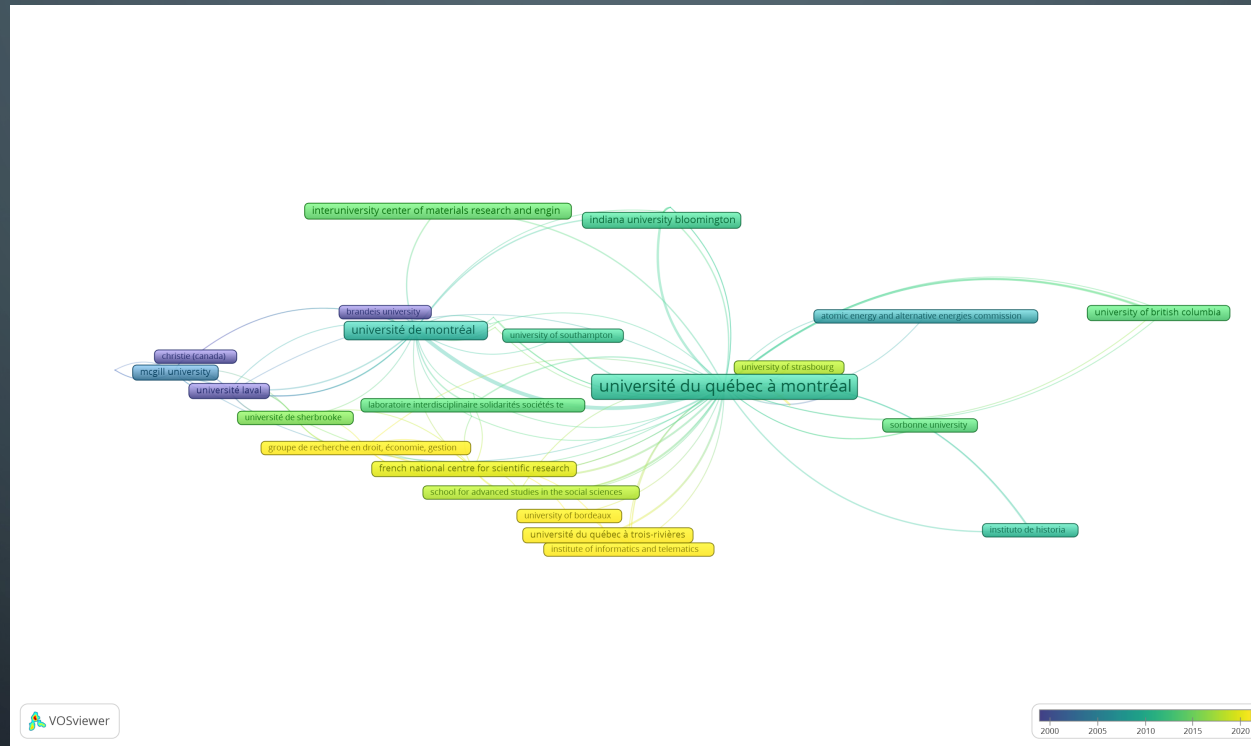 interuniversity center of materials research and engin
indiana university bloomington
brandeis university
université de montréal
university of southampton
atomic energy and alternative energies commission
university of british columbia
christie (canada)
mcgill university
université laval
university of strasbourg
université du québec à montréal
laboratoire interdisciplinaire solidarités sociétés te
université de sherbrooke
sorbonne university
groupe de recherche en droit, économie, gestion
french national centre for scientific research
school for advanced studies in the social sciences
university of bordeaux
université du québec à trois-rivières
institute of informatics and telematics
instituto de historia
VOSviewer
2000 2005 2010 2015 2020